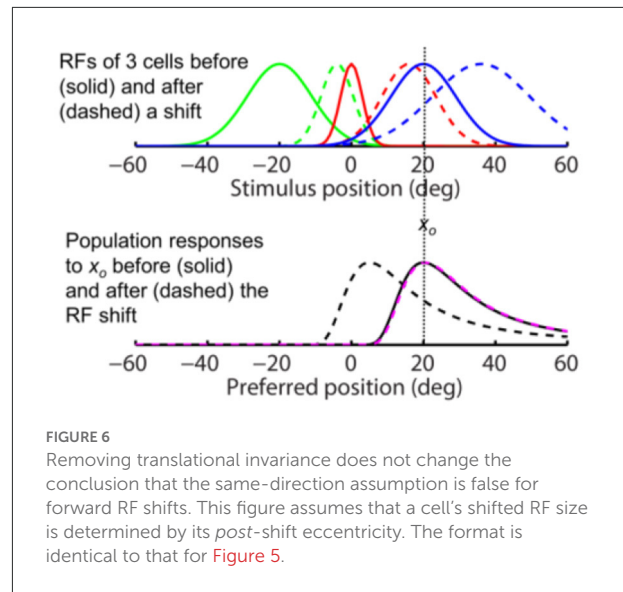 RFs of 3 cells before
(solid) and after
(dashed) a shift
−60 −40 −20 0 20 40 60
Stimulus position (deg)
xo
Population responses
to xo before (solid)
and after (dashed) the
RF shift
−60 −40 −20 0 20 40 60
Preferred position (deg)
FIGURE 6
Removing translational invariance does not change the
conclusion that the same-direction assumption is false for
forward RF shifts. This figure assumes that a cell's shifted RF size
is determined by its post-shift eccentricity. The format is
identical to that for Figure 5.